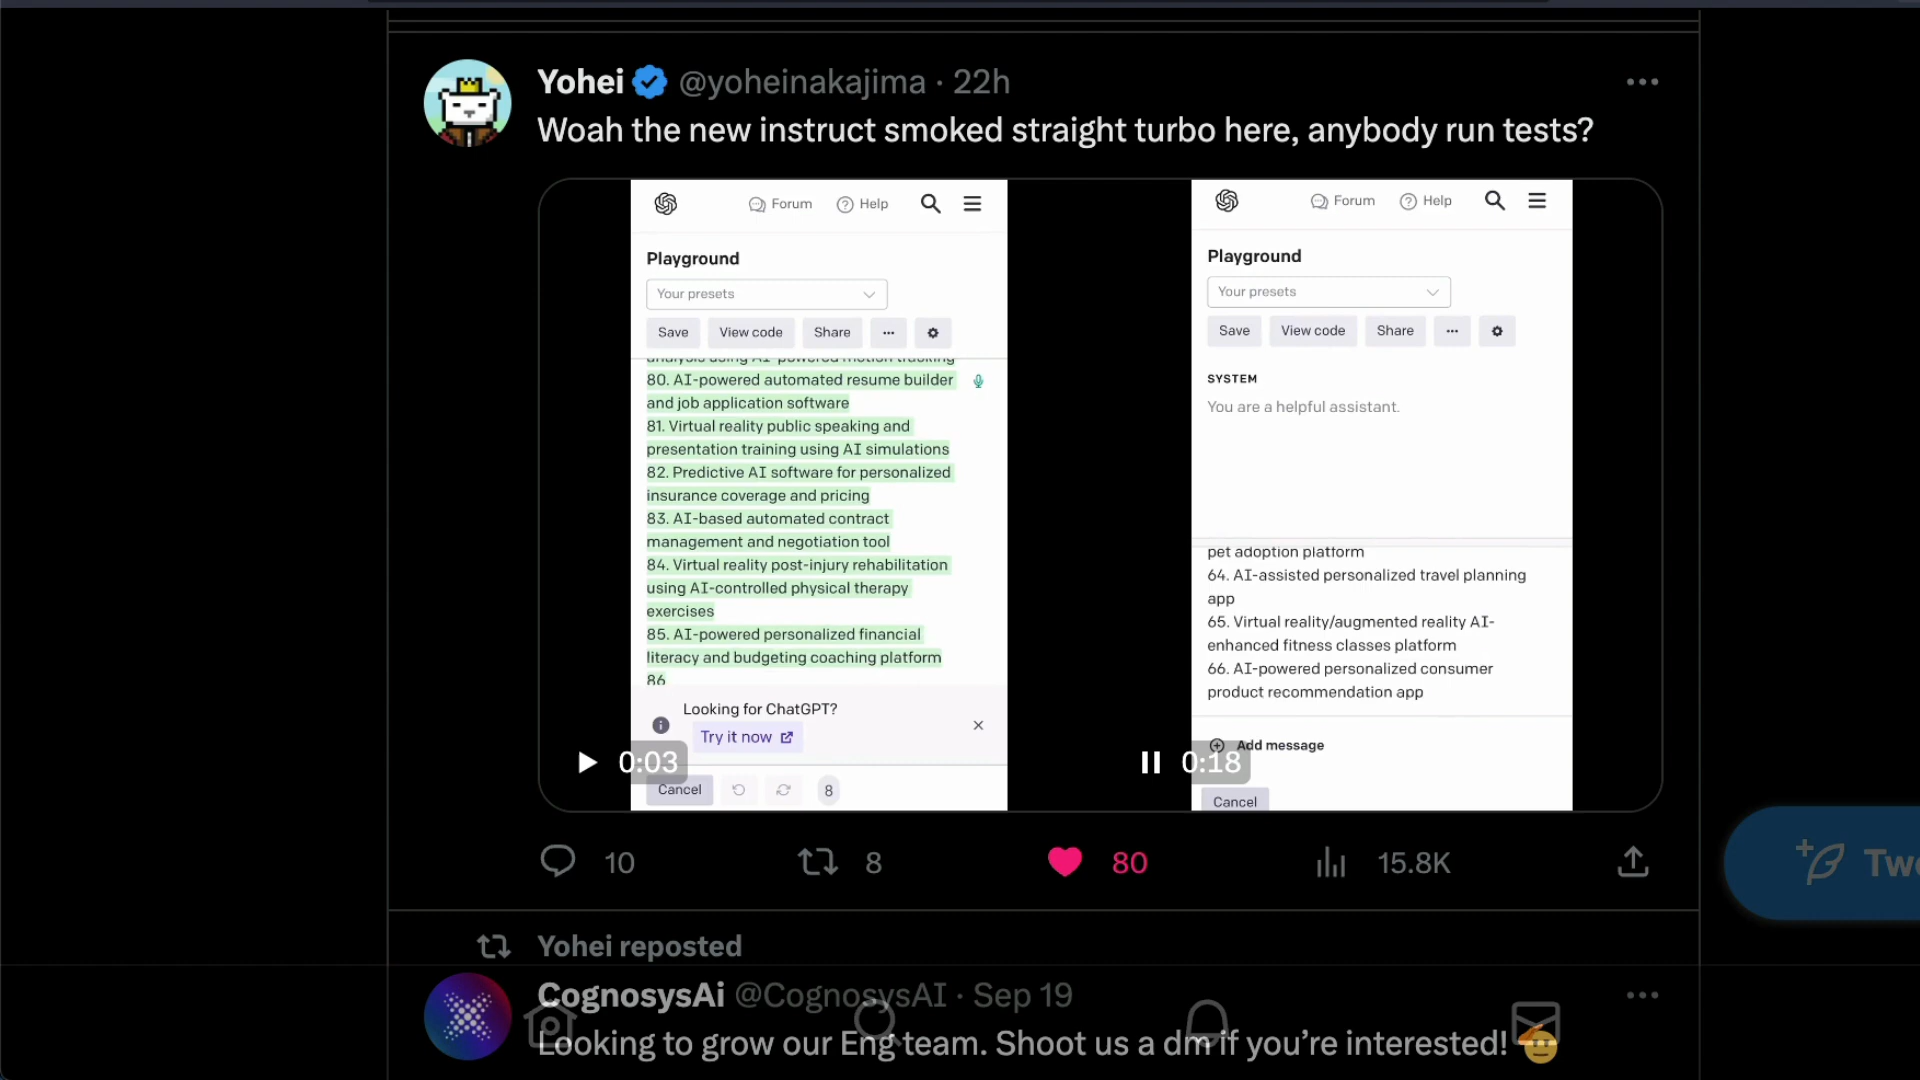 Yohei @yoheinakajima · 22h
Woah the new instruct smoked straight turbo here, anybody run tests?
Forum Help
Playground
Your presets
Save View code Share ...
analysis using AI-powered motion tracking
80. AI-powered automated resume builder
and job application software
81. Virtual reality public speaking and
presentation training using AI simulations
82. Predictive AI software for personalized
insurance coverage and pricing
83. AI-based automated contract
management and negotiation tool
84. Virtual reality post-injury rehabilitation
using AI-controlled physical therapy
exercises
85. AI-powered personalized financial
literacy and budgeting coaching platform
86
Looking for ChatGPT?
Try it now
0:03
Cancel 8
Forum Help
Playground
Your presets
Save View code Share ...
SYSTEM
You are a helpful assistant.
pet adoption platform
64. AI-assisted personalized travel planning
app
65. Virtual reality/augmented reality AI-
enhanced fitness classes platform
66. AI-powered personalized consumer
product recommendation app
Add message
0:18
Cancel
10 8 80 15.8K
Yohei reposted
CognosysAi @CognosysAI · Sep 19
Looking to grow our Eng team. Shoot us a dm if you're interested!